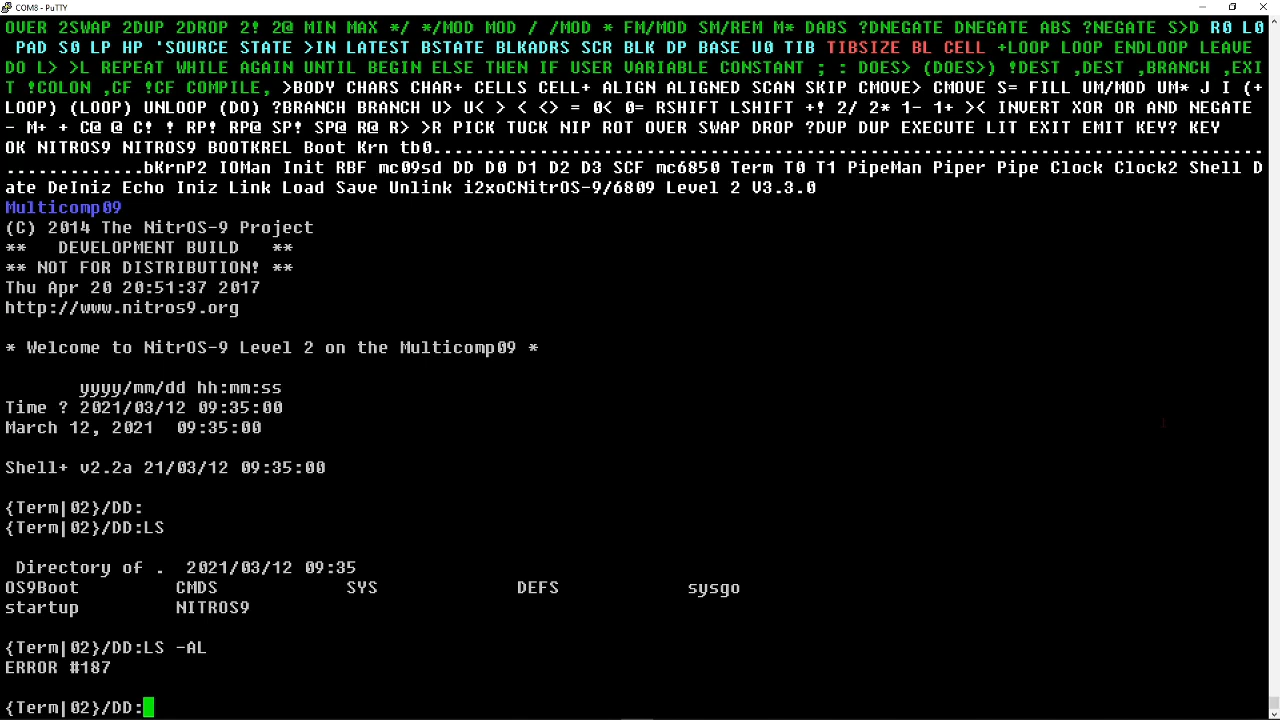 COM8 - PuTTY
OVER 2SWAP 2DUP 2DROP 2! 2@ MIN MAX */ */MOD MOD / /MOD * FM/MOD SM/REM M* DABS ?DNEGATE DNEGATE ABS ?NEGATE S>D R0 L0
PAD S0 LP HP 'SOURCE STATE >IN LATEST BSTATE BLKADRS SCR BLK DP BASE U0 TIB TIBSIZE BL CELL +LOOP LOOP ENDLOOP LEAVE
DO L> >L REPEAT WHILE AGAIN UNTIL BEGIN ELSE THEN IF USER VARIABLE CONSTANT ; : DOES> (DOES>) !DEST ,DEST ,BRANCH ,EXI
T !COLON ,CF !CF COMPILE, >BODY CHARS CHAR+ CELLS CELL+ ALIGN ALIGNED SCAN SKIP CMOVE> CMOVE S= FILL UM/MOD UM* J I (+
LOOP) (LOOP) UNLOOP (DO) ?BRANCH BRANCH U> U< > < <> = 0< 0= RSHIFT LSHIFT +! 2/ 2* 1- 1+ >< INVERT XOR OR AND NEGATE
- M+ + C@ @ C! ! RP! RP@ SP! SP@ R@ R> >R PICK TUCK NIP ROT OVER SWAP DROP ?DUP DUP EXECUTE LIT EXIT EMIT KEY? KEY
OK NITROS9 NITROS9 BOOTKREL Boot Krn tb0..............................................................................
.............bKrnP2 IOMan Init RBF mc09sd DD D0 D1 D2 D3 SCF mc6850 Term T0 T1 PipeMan Piper Pipe Clock Clock2 Shell D
ate DeIniz Echo Iniz Link Load Save Unlink i2xoCNitrOS-9/6809 Level 2 V3.3.0
Multicomp09
(C) 2014 The NitrOS-9 Project
** DEVELOPMENT BUILD **
** NOT FOR DISTRIBUTION! **
Thu Apr 20 20:51:37 2017
http://www.nitros9.org
* Welcome to NitrOS-9 Level 2 on the Multicomp09 *
yyyy/mm/dd hh:mm:ss
Time ? 2021/03/12 09:35:00
March 12, 2021 09:35:00
Shell+ v2.2a 21/03/12 09:35:00
{Term|02}/DD:
{Term|02}/DD:LS
Directory of . 2021/03/12 09:35
OS9Boot CMDS SYS DEFS sysgo
startup NITROS9
{Term|02}/DD:LS -AL
ERROR #187
{Term|02}/DD: